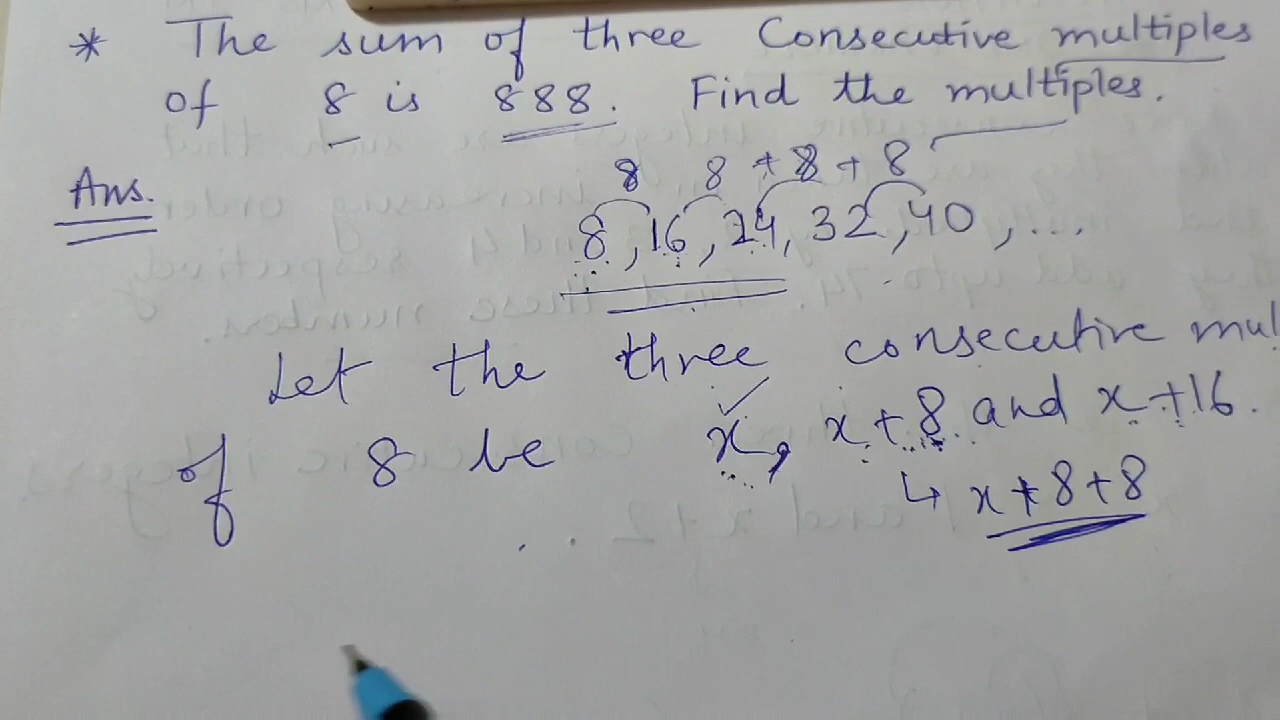 * The sum of three Consecutive multiples
of 8 is 888. Find the multiples.
Ans.
8 8 + 8 + 8
8, 16, 24, 32, 40, ...
Let the three consecutive mul
of 8 be x, x + 8 and x + 16.
↳ x + 8 + 8